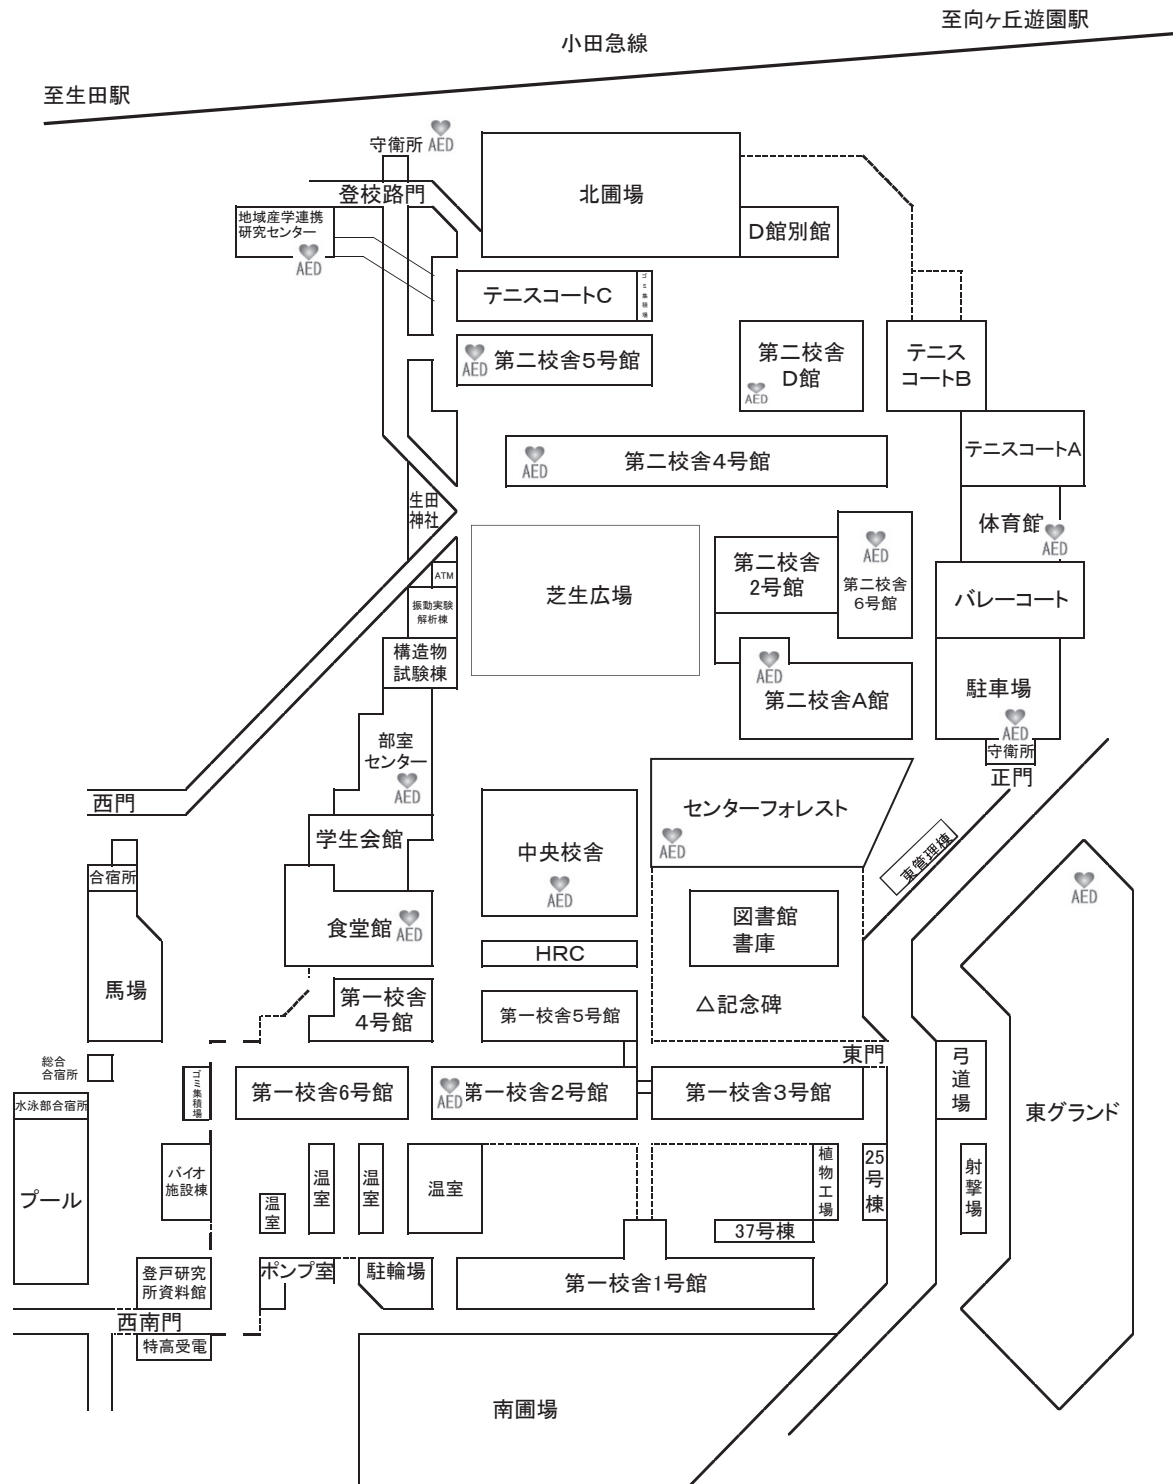 至向ヶ丘遊園駅
小田急線
至生田駅
守衛所
AED
登校路門
北圃場
地域産学連携
研究センター
AED
D館別館
テニスコートC
ゴミ集積場
AED
第二校舎5号館
第二校舎
D館
AED
テニス
コートB
テニスコートA
AED
第二校舎4号館
生田
神社
体育館
AED
ATM
振動実験
解析棟
芝生広場
第二校舎
2号館
AED
第二校舎
6号館
バレーコート
構造物
試験棟
AED
第二校舎A館
駐車場
AED
守衛所
正門
部室
センター
AED
西門
学生会館
中央校舎
AED
センターフォレスト
AED
東管理棟
合宿所
食堂館
AED
図書館
書庫
AED
HRC
馬場
第一校舎
4号館
第一校舎5号館
△記念碑
東門
総合
合宿所
ゴミ集積場
第一校舎6号館
AED
第一校舎2号館
第一校舎3号館
弓道場
東グランド
水泳部合宿所
プール
バイオ
施設棟
温室
温室
温室
温室
植物工場
25号棟
射撃場
37号棟
登戸研究
所資料館
ポンプ室
駐輪場
第一校舎1号館
西南門
特高受電
南圃場